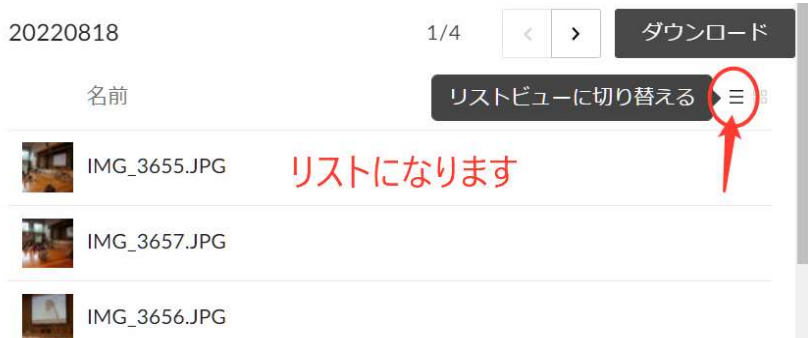 20220818 1/4 < > ダウンロード
名前 リストビューに切り替える
IMG_3655.JPG リストになります
IMG_3657.JPG
IMG_3656.JPG